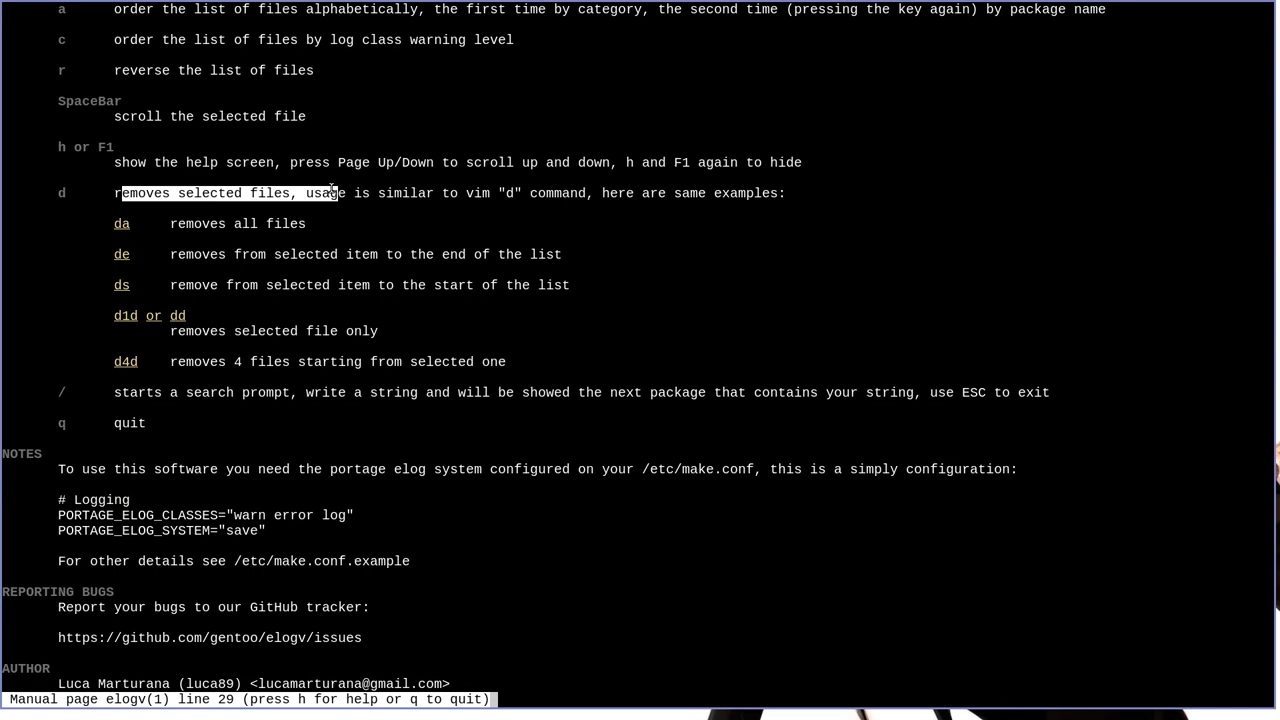 a      order the list of files alphabetically, the first time by category, the second time (pressing the key again) by package name
c      order the list of files by log class warning level
r      reverse the list of files
SpaceBar
scroll the selected file
h or F1
show the help screen, press Page Up/Down to scroll up and down, h and F1 again to hide
d      removes selected files, usage is similar to vim "d" command, here are same examples:
da     removes all files
de     removes from selected item to the end of the list
ds     remove from selected item to the start of the list
d1d or dd
removes selected file only
d4d    removes 4 files starting from selected one
/      starts a search prompt, write a string and will be showed the next package that contains your string, use ESC to exit
q      quit
NOTES
To use this software you need the portage elog system configured on your /etc/make.conf, this is a simply configuration:
# Logging
PORTAGE_ELOG_CLASSES="warn error log"
PORTAGE_ELOG_SYSTEM="save"
For other details see /etc/make.conf.example
REPORTING BUGS
Report your bugs to our GitHub tracker:
https://github.com/gentoo/elogv/issues
AUTHOR
Luca Marturana (luca89) <lucamarturana@gmail.com>
Manual page elogv(1) line 29 (press h for help or q to quit)